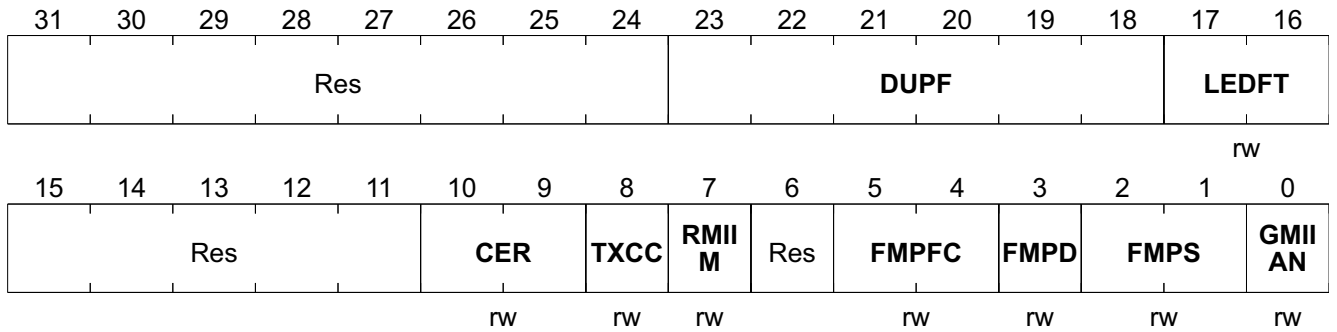 31 30 29 28 27 26 25 24 23 22 21 20 19 18 17 16
Res DUPF LEDFT
rw
15 14 13 12 11 10 9 8 7 6 5 4 3 2 1 0
Res CER TXCC RMII M Res FMPFC FMPD FMPS GMII AN
rw rw rw rw rw rw rw